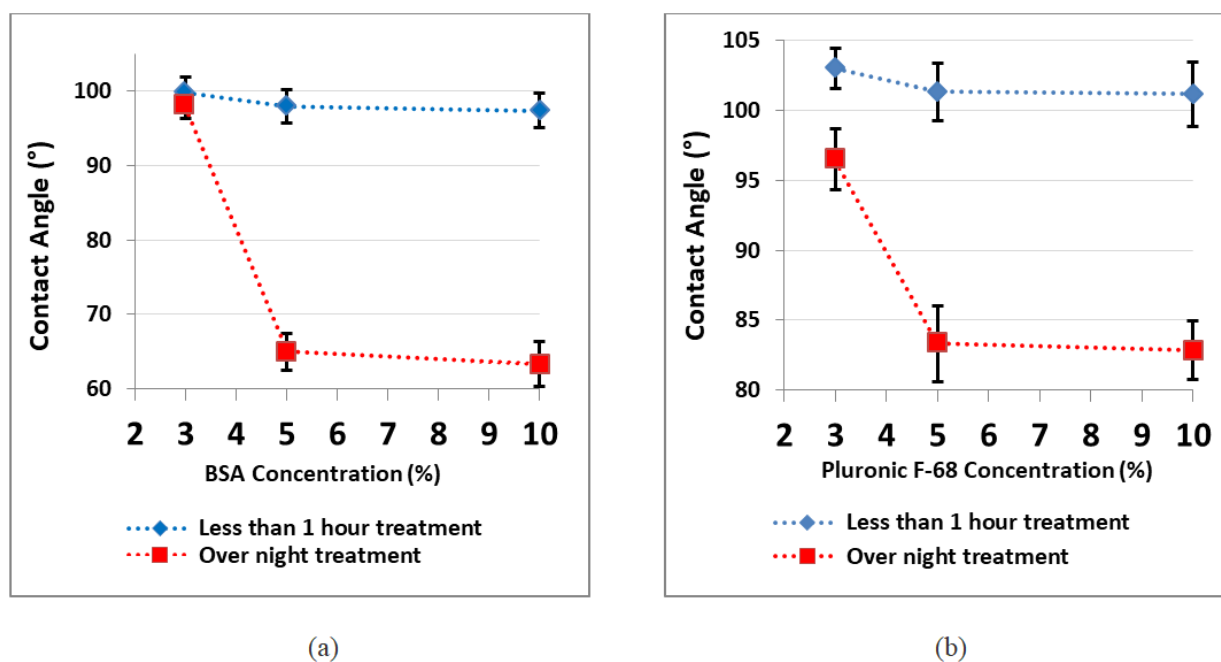 100
90
80
70
60
Contact Angle (°)
2 3 4 5 6 7 8 9 10
BSA Concentration (%)
Less than 1 hour treatment
Over night treatment
(a)
105
100
95
90
85
80
Contact Angle (°)
2 3 4 5 6 7 8 9 10
Pluronic F-68 Concentration (%)
Less than 1 hour treatment
Over night treatment
(b)